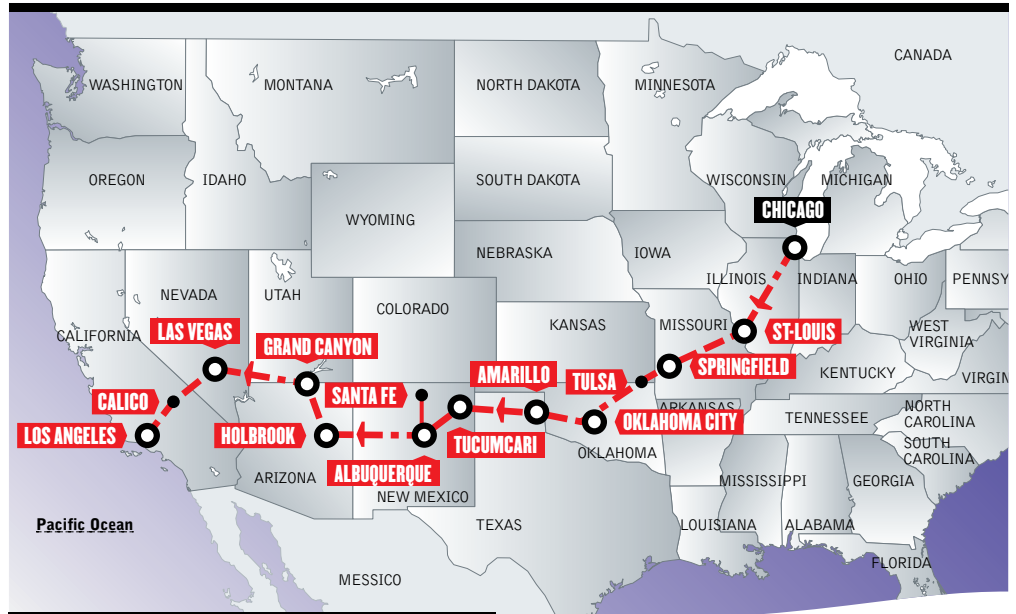 CANADA
WASHINGTON
MONTANA
NORTH DAKOTA
MINNESOTA
OREGON
IDAHO
SOUTH DAKOTA
WISCONSIN
MICHIGAN
WYOMING
CHICAGO
NEBRASKA
IOWA
ILLINOIS
INDIANA
OHIO
PENNSY
NEVADA
UTAH
COLORADO
KANSAS
MISSOURI
ST-LOUIS
WEST
VIRGINIA
CALIFORNIA
LAS VEGAS
GRAND CANYON
AMARILLO
TULSA
SPRINGFIELD
KENTUCKY
VIRGIN
CALICO
SANTA FE
ARKANSAS
TENNESSEE
NORTH
CAROLINA
LOS ANGELES
HOLBROOK
TUCUMCARI
OKLAHOMA CITY
OKLAHOMA
SOUTH
CAROLINA
ARIZONA
ALBUQUERQUE
NEW MEXICO
MISSISSIPPI
GEORGIA
Pacific Ocean
TEXAS
LOUISIANA
ALABAMA
FLORIDA
MESSICO